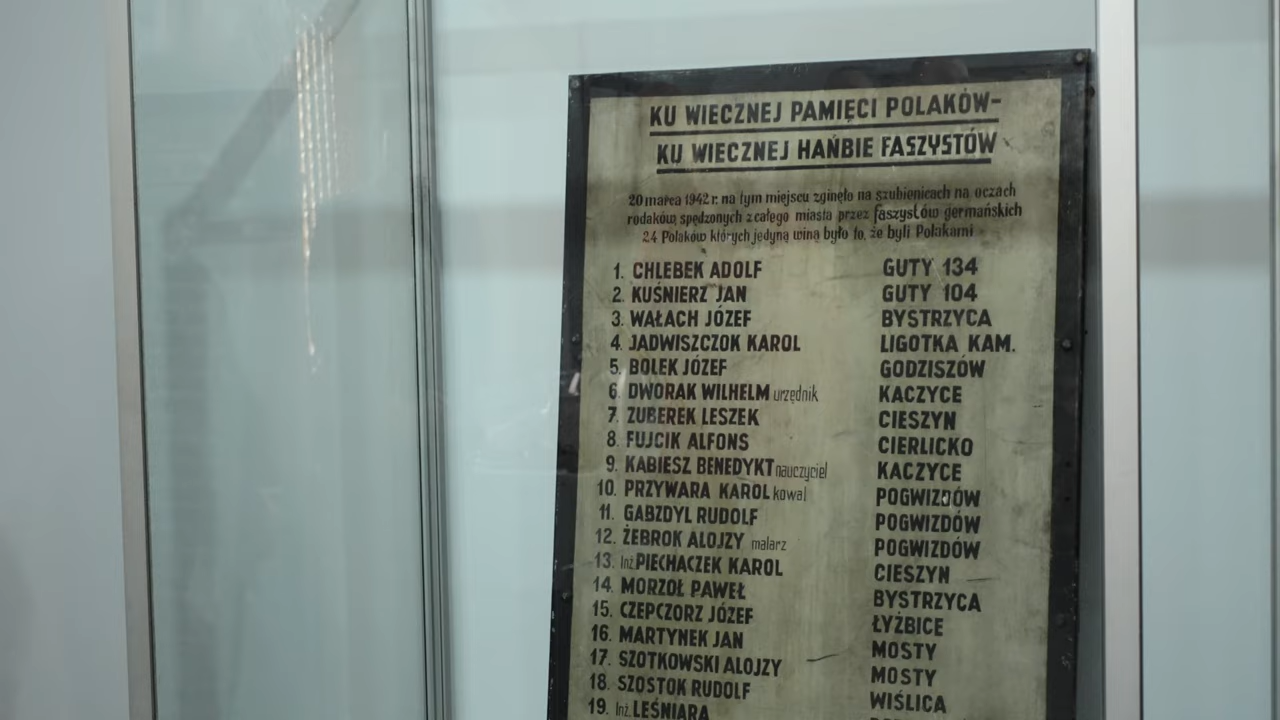 KU WIECZNEJ PAMIĘCI POLAKÓW-
KU WIECZNEJ HAŃBIE FASZYSTÓW
20 marca 1942 r. na tym miejscu zginęło na szubienicach na oczach
rodaków, spędzonych z całego miasta przez faszystów germańskich
24 Polaków których jedyną winą było to, że byli Polakami
1. CHLEBEK ADOLF GUTY 134
2. KUŚNIERZ JAN GUTY 104
3. WAŁACH JÓZEF BYSTRZYCA
4. JADWISZCZOK KAROL LIGOTKA KAM.
5. BOLEK JÓZEF GODZISZÓW
6. DWORAK WILHELM urzędnik KACZYCE
7. ZUBEREK LESZEK CIESZYN
8. FUJCIK ALFONS CIERLICKO
9. KABIESZ BENEDYKT nauczyciel KACZYCE
10. PRZYWARA KAROL kowal POGWIZDÓW
11. GABZDYL RUDOLF POGWIZDÓW
12. ŻEBROK ALOJZY malarz POGWIZDÓW
13. Inż. PIECHACZEK KAROL CIESZYN
14. MORZOŁ PAWEŁ BYSTRZYCA
15. CZEPCZORZ JÓZEF ŁYŻBICE
16. MARTYNEK JAN MOSTY
17. SZOTKOWSKI ALOJZY MOSTY
18. SZOSTOK RUDOLF WIŚLICA
19. Inż. LEŚNIARA